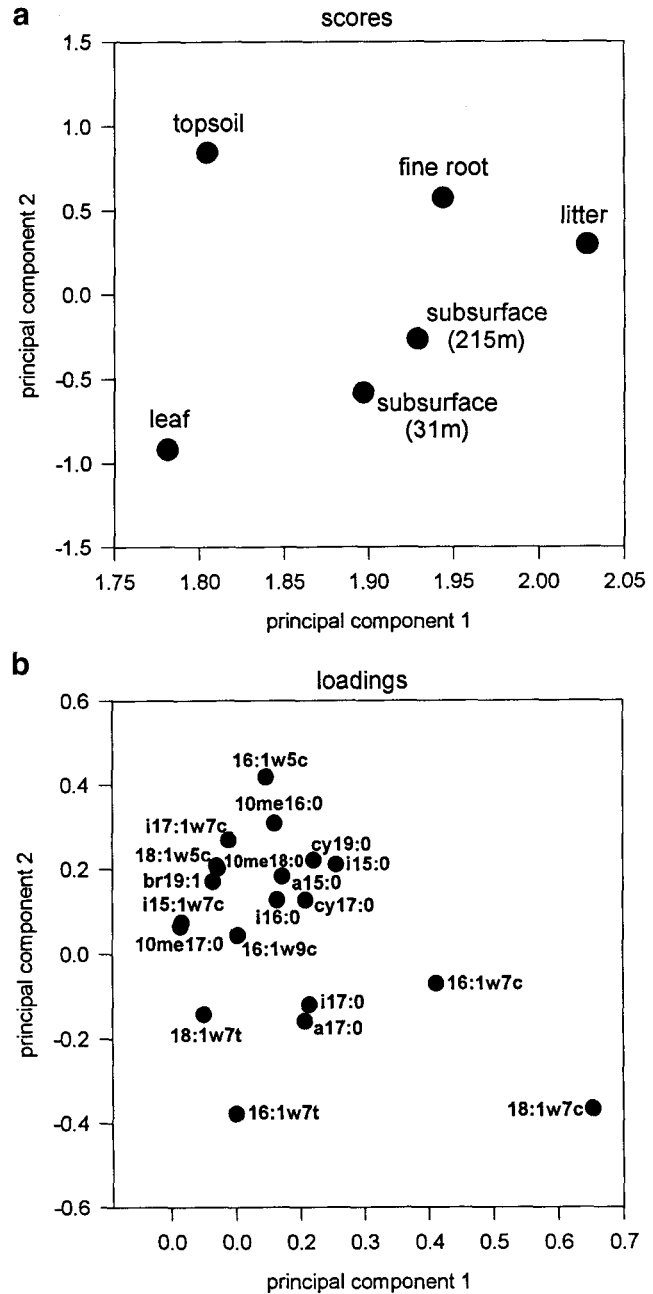 a
scores
1.5
1.0
0.5
0.0
-0.5
-1.0
-1.5
principal component 2
topsoil
fine root
litter
subsurface
(215m)
subsurface
(31m)
leaf
1.75 1.80 1.85 1.90 1.95 2.00 2.05
principal component 1
b
loadings
0.6
0.4
0.2
0.0
-0.2
-0.4
-0.6
principal component 2
16:1w5c
10me16:0
i17:1w7c
cy19:0
18:1w5c 10me18:0 i15:0
br19:1 a15:0
i15:1w7c i16:0 cy17:0
10me17:0 16:1w9c
16:1w7c
i17:0
18:1w7t a17:0
16:1w7t 18:1w7c
0.0 0.0 0.2 0.3 0.4 0.6 0.7
principal component 1